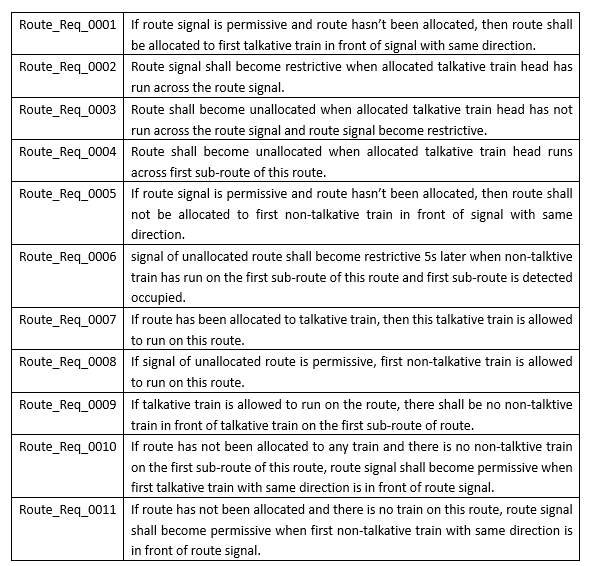 Route_Req_0001 If route signal is permissive and route hasn't been allocated, then route shall
be allocated to first talkative train in front of signal with same direction.
Route_Req_0002 Route signal shall become restrictive when allocated talkative train head has
run across the route signal.
Route_Req_0003 Route shall become unallocated when allocated talkative train head has not
run across the route signal and route signal become restrictive.
Route_Req_0004 Route shall become unallocated when allocated talkative train head runs
across first sub-route of this route.
Route_Req_0005 If route signal is permissive and route hasn't been allocated, then route shall
not be allocated to first non-talkative train in front of signal with same
direction.
Route_Req_0006 signal of unallocated route shall become restrictive 5s later when non-talktive
train has run on the first sub-route of this route and first sub-route is detected
occupied.
Route_Req_0007 If route has been allocated to talkative train, then this talkative train is allowed
to run on this route.
Route_Req_0008 If signal of unallocated route is permissive, first non-talkative train is allowed
to run on this route.
Route_Req_0009 If talkative train is allowed to run on the route, there shall be no non-talktive
train in front of talkative train on the first sub-route of route.
Route_Req_0010 If route has not been allocated to any train and there is no non-talktive train
on the first sub-route of this route, route signal shall become permissive when
first talkative train with same direction is in front of route signal.
Route_Req_0011 If route has not been allocated and there is no train on this route, route signal
shall become permissive when first non-talkative train with same direction is
in front of route signal.